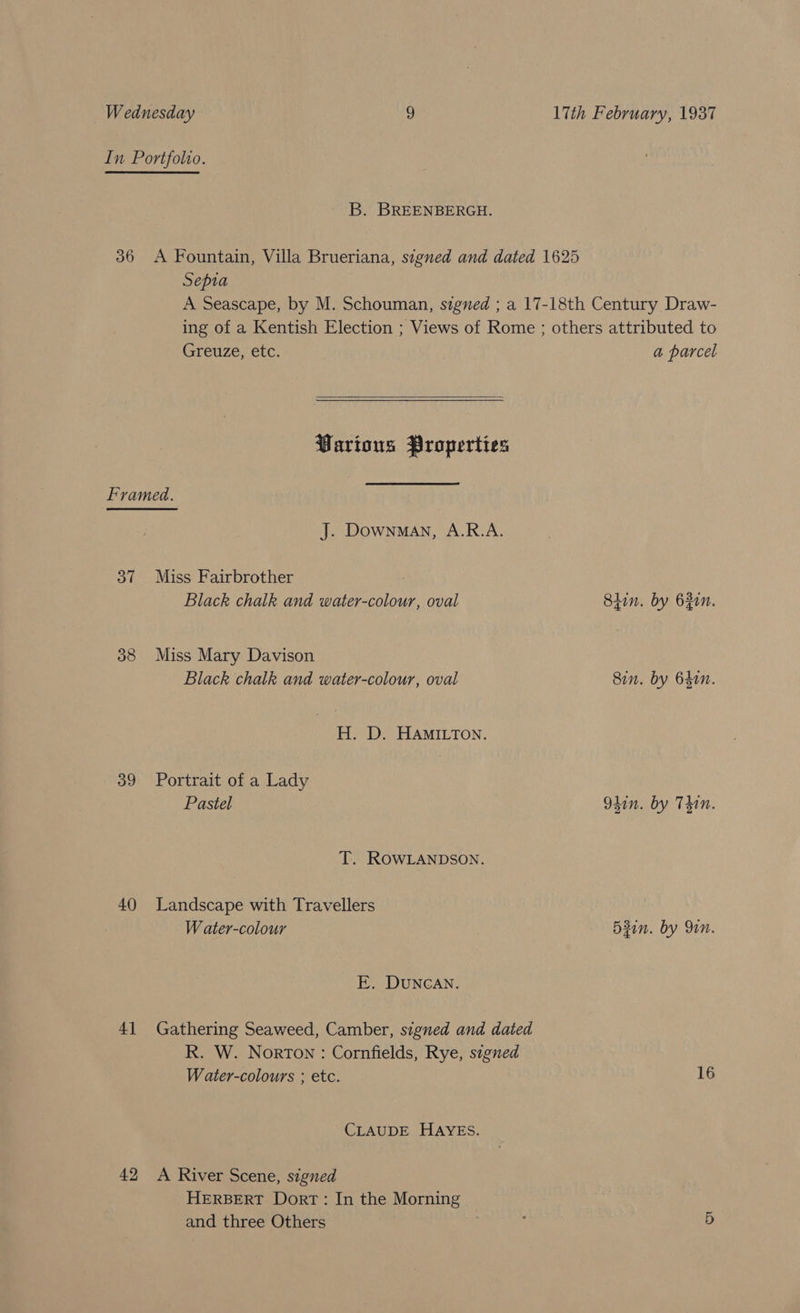 Wednesday 9 17th February, 1937
In Portfolio.
B. BREENBERGH.
36 A Fountain, Villa Brueriana, signed and dated 1625
Sepia
A Seascape, by M. Schouman, signed ; a 17-18th Century Draw-
ing of a Kentish Election ; Views of Rome ; others attributed to
Greuze, etc. a parcel
Various Properties
Framed.
J. DOWNMAN, A.R.A.
37 Miss Fairbrother
Black chalk and water-colour, oval 8½in. by 6¾in.
38 Miss Mary Davison
Black chalk and water-colour, oval 8in. by 6½in.
H. D. HAMILTON.
39 Portrait of a Lady
Pastel 9½in. by 7½in.
T. ROWLANDSON.
40 Landscape with Travellers
Water-colour 5¾in. by 9in.
E. DUNCAN.
41 Gathering Seaweed, Camber, signed and dated
R. W. NORTON : Cornfields, Rye, signed
Water-colours ; etc. 16
CLAUDE HAYES.
42 A River Scene, signed
HERBERT DORT : In the Morning
and three Others 5